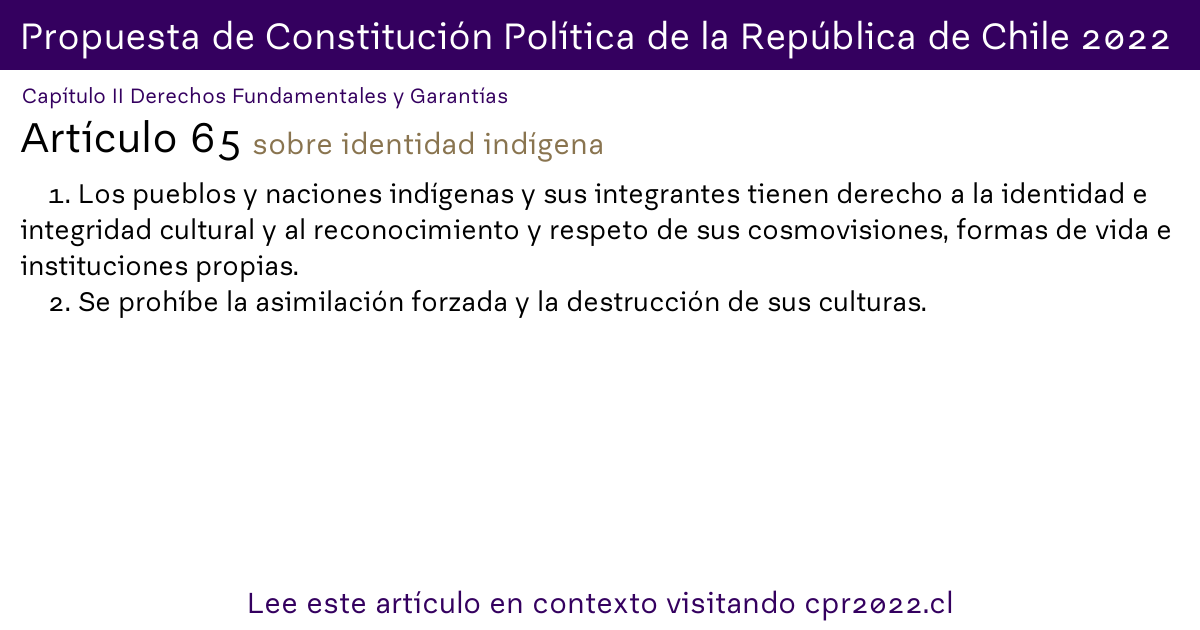 Propuesta de Constitución Política de la República de Chile 2022
Capítulo II Derechos Fundamentales y Garantías
Artículo 65 sobre identidad indígena
1. Los pueblos y naciones indígenas y sus integrantes tienen derecho a la identidad e
integridad cultural y al reconocimiento y respeto de sus cosmovisiones, formas de vida e
instituciones propias.
2. Se prohíbe la asimilación forzada y la destrucción de sus culturas.
Lee este artículo en contexto visitando cpr2022.cl